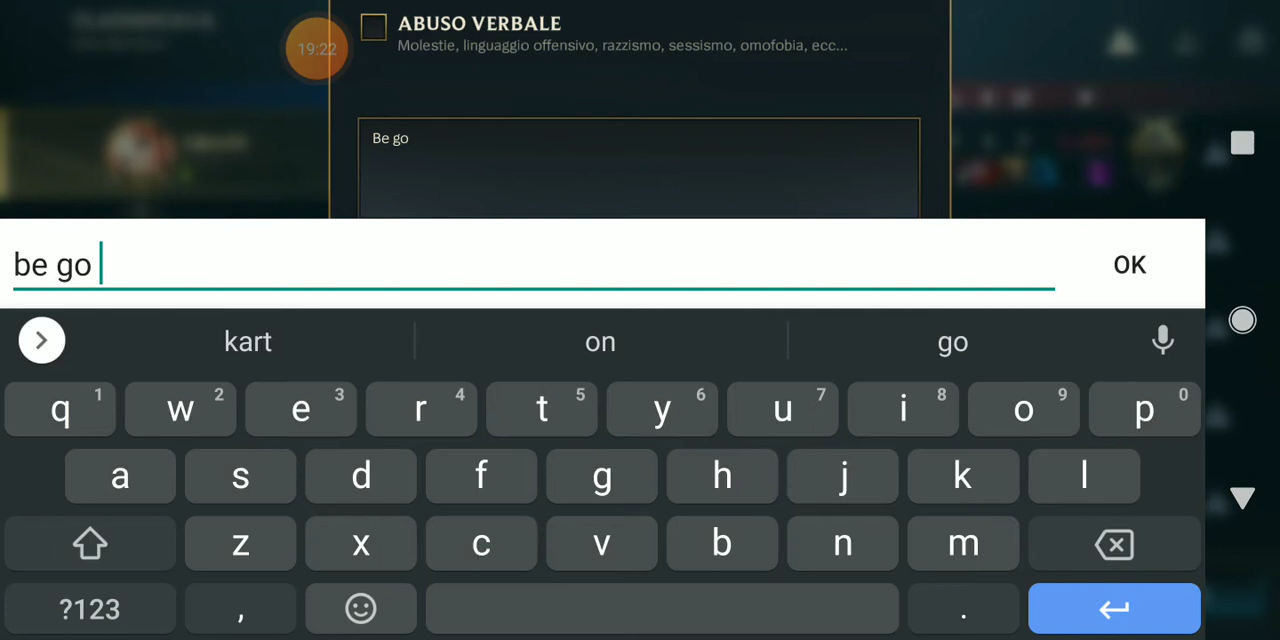 ABUSO VERBALE
19:22
Molestie, linguaggio offensivo, razzismo, sessismo, omofobia, ecc...
Be go
be go
OK
kart on go
q 1 w 2 e 3 r 4 t 5 y 6 u 7 i 8 o 9 p 0
a s d f g h j k l
z x c v b n m
?123 , .